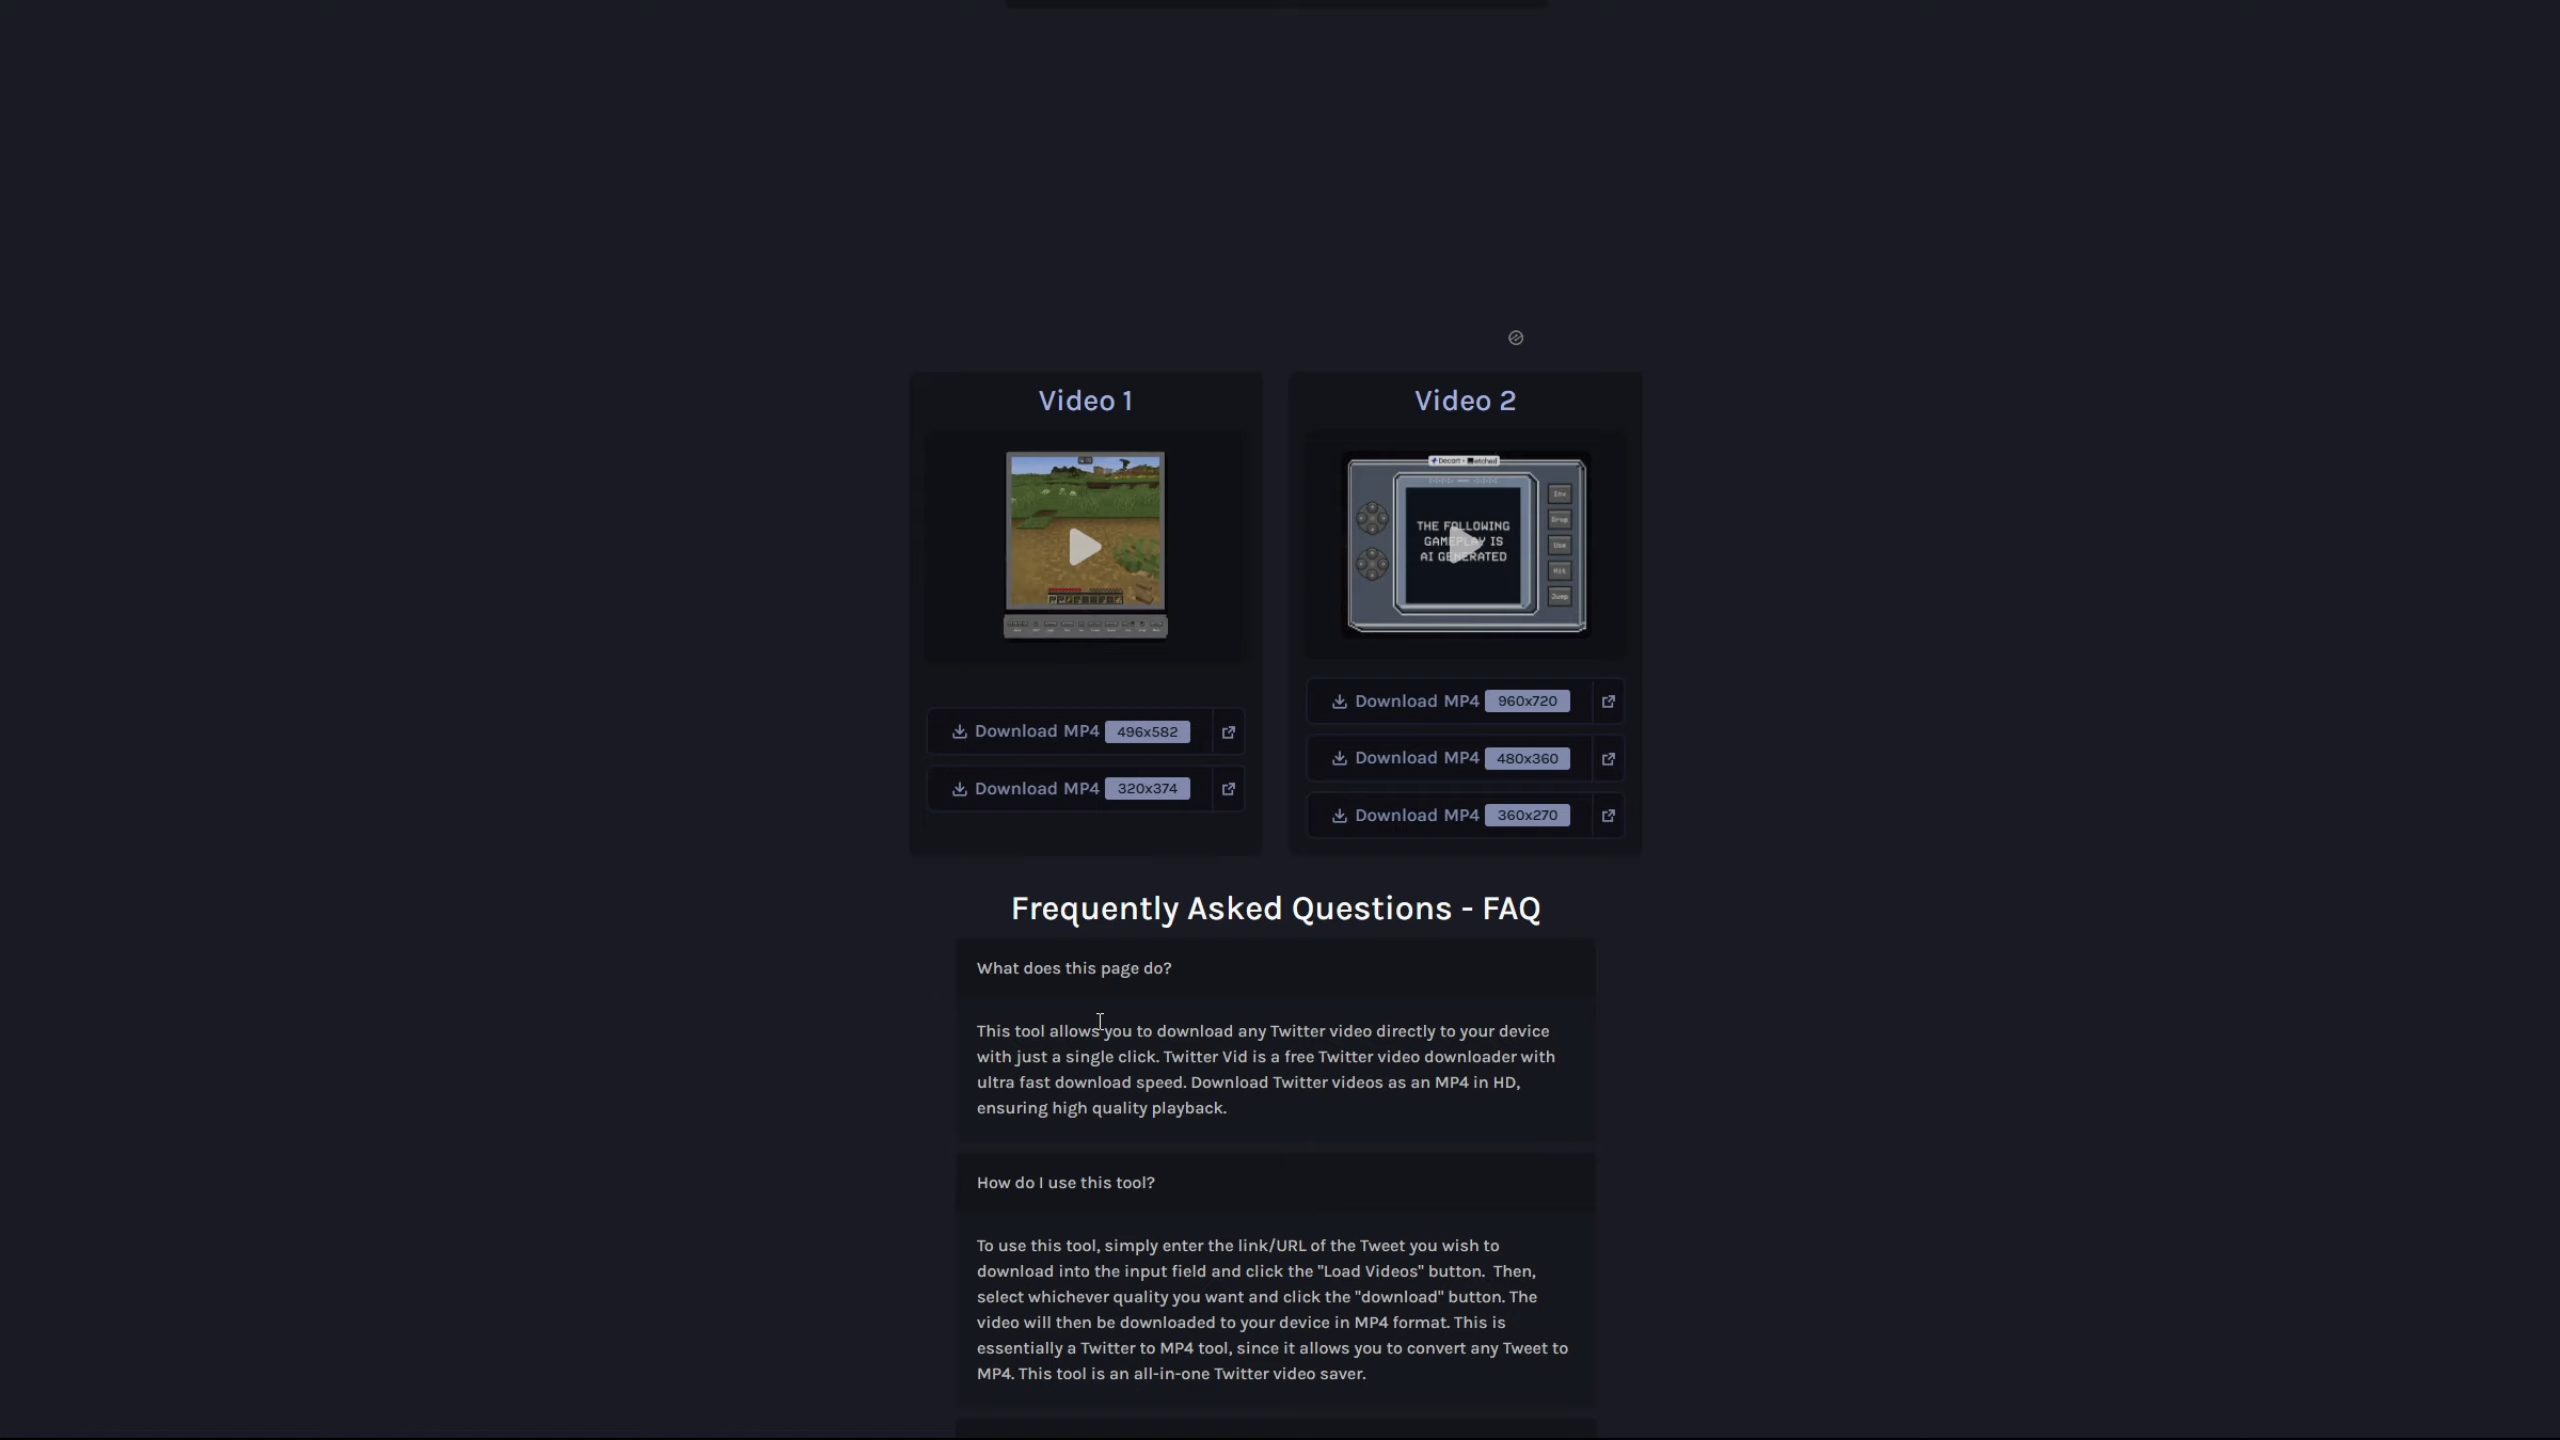 Video 1
Video 2
Decart
THE FOLLOWING
GAMEPLAY IS
AI GENERATED
Inv
Drop
Use
Hit
Jump
Download MP4 496x582
Download MP4 320x374
Download MP4 960x720
Download MP4 480x360
Download MP4 360x270
Frequently Asked Questions - FAQ
What does this page do?
This tool allows you to download any Twitter video directly to your device
with just a single click. Twitter Vid is a free Twitter video downloader with
ultra fast download speed. Download Twitter videos as an MP4 in HD,
ensuring high quality playback.
How do I use this tool?
To use this tool, simply enter the link/URL of the Tweet you wish to
download into the input field and click the "Load Videos" button. Then,
select whichever quality you want and click the "download" button. The
video will then be downloaded to your device in MP4 format. This is
essentially a Twitter to MP4 tool, since it allows you to convert any Tweet to
MP4. This tool is an all-in-one Twitter video saver.